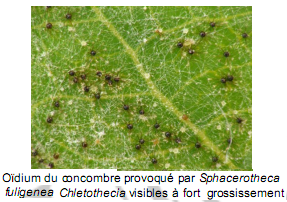 Oïdium du concombre provoqué par Sphacerotheca
fuligenea Chletothecia visibles à fort grossissement